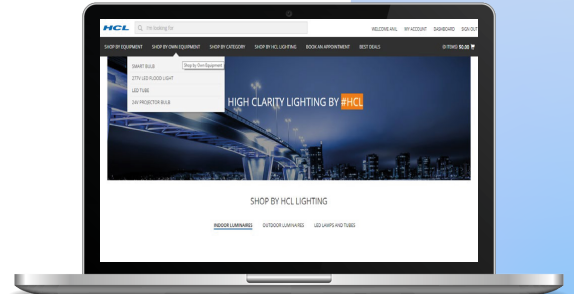 HCL I'm looking for WELCOME ANIL MY ACCOUNT DASHBOARD SIGN OUT
SHOP BY EQUIPMENT SHOP BY OWN EQUIPMENT SHOP BY CATEGORY SHOP BY HCL LIGHTING BOOK AN APPOINTMENT BEST DEALS (0 ITEMS) $0.00
SMART BULB
Shop by Own Equipment
277V LED FLOOD LIGHT
LED TUBE
24V PROJECTOR BULB
HIGH CLARITY LIGHTING BY #HCL
SHOP BY HCL LIGHTING
INDOOR LUMINARIES OUTDOOR LUMINARIES LED LAMPS AND TUBES